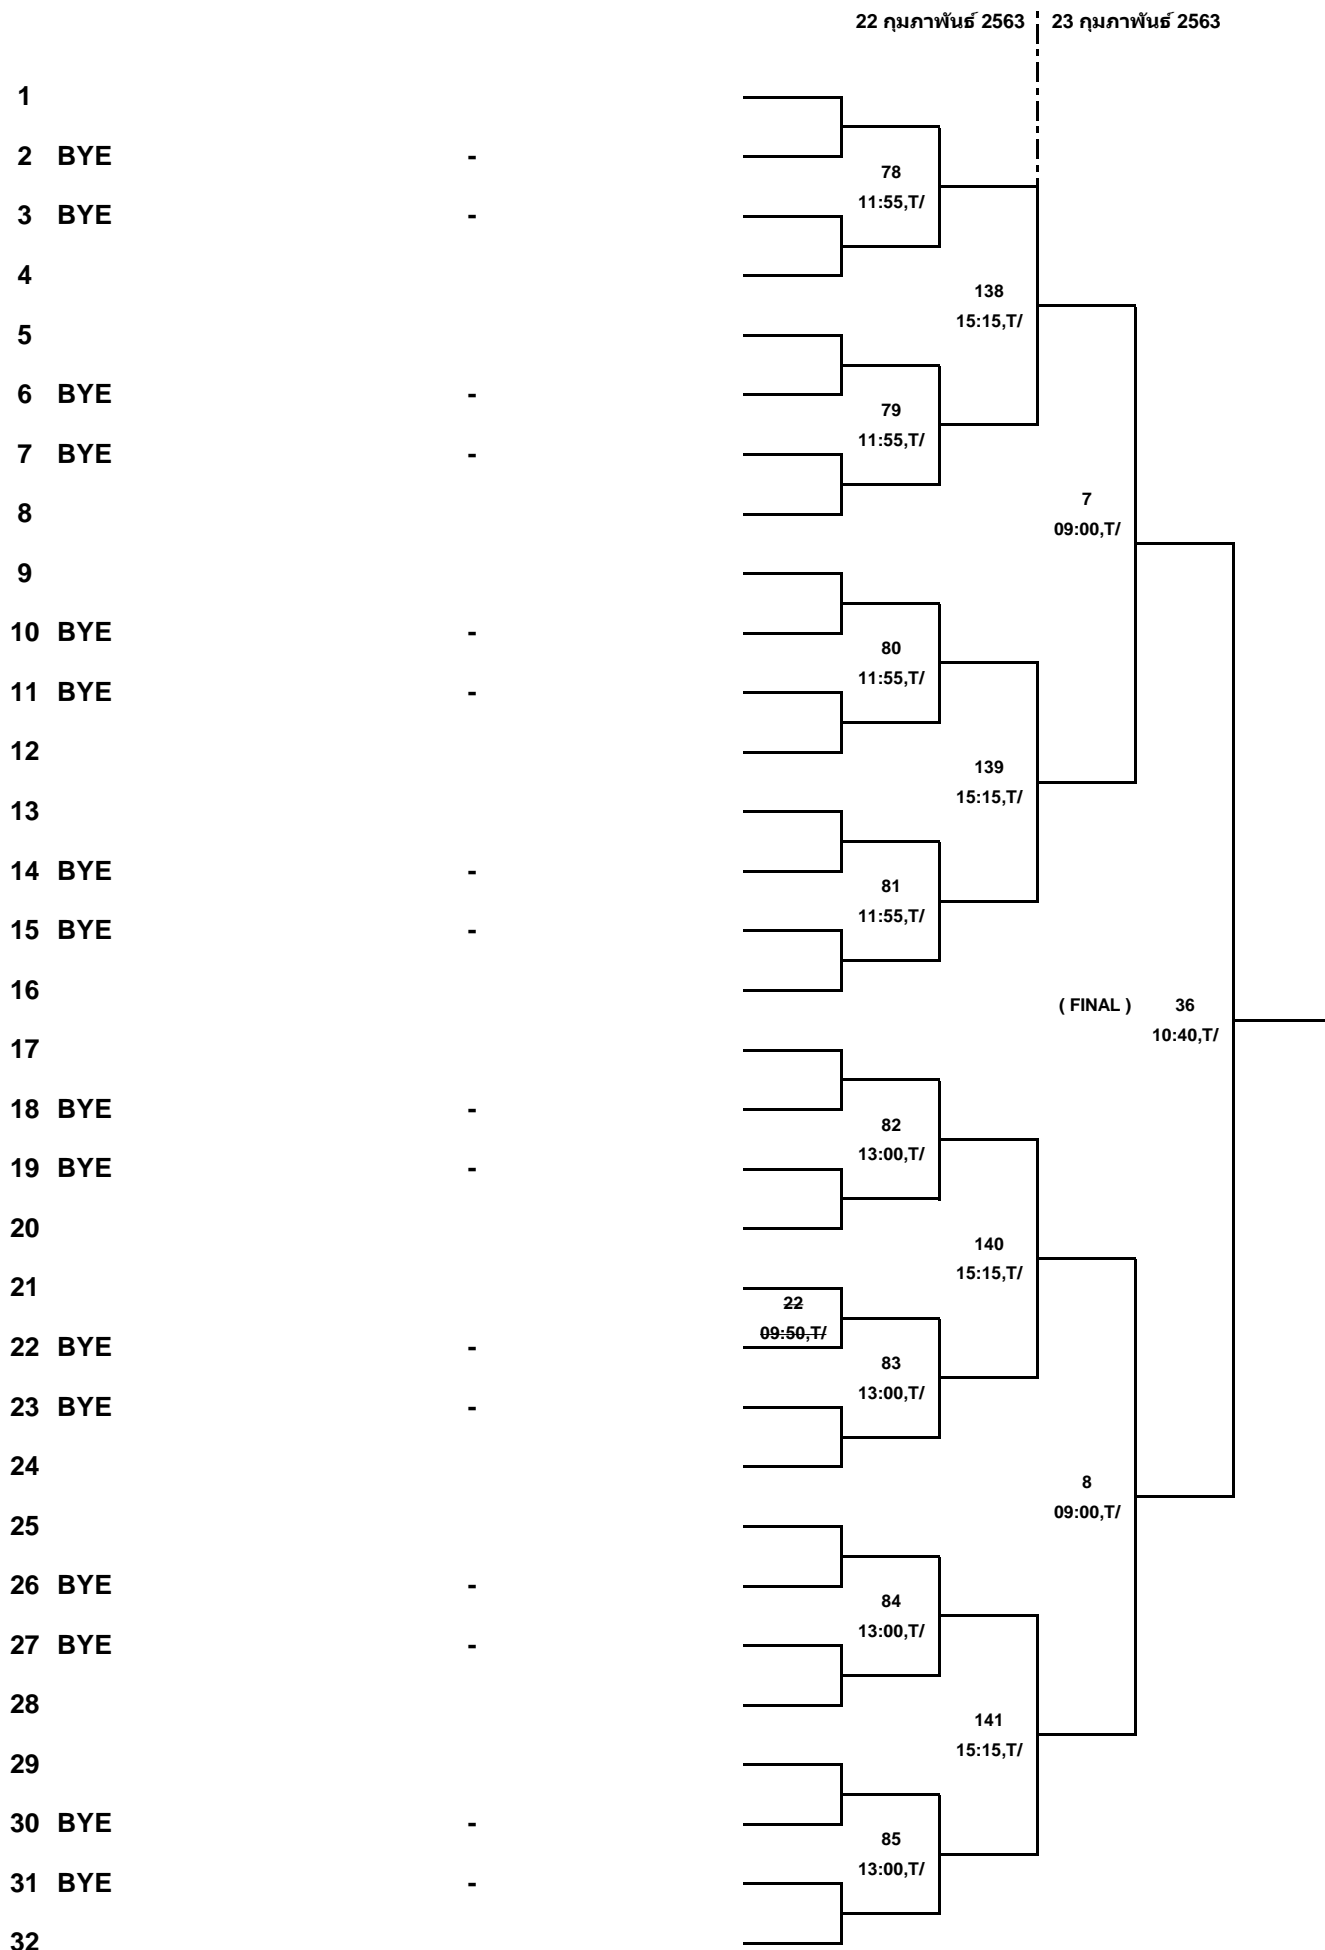 22 กุมภาพันธ์ 2563 23 กุมภาพันธ์ 2563
1
2 BYE -
78
11:55,T/
3 BYE -
4
138
15:15,T/
5
6 BYE -
79
11:55,T/
7 BYE -
7
09:00,T/
8
9
10 BYE -
80
11:55,T/
11 BYE -
12
139
15:15,T/
13
14 BYE -
81
11:55,T/
15 BYE -
16
( FINAL ) 36
10:40,T/
17
18 BYE -
82
13:00,T/
19 BYE -
20
140
15:15,T/
21
22
09:50,T/
22 BYE -
83
13:00,T/
23 BYE -
24
8
09:00,T/
25
26 BYE -
84
13:00,T/
27 BYE -
28
141
15:15,T/
29
30 BYE -
85
13:00,T/
31 BYE -
32